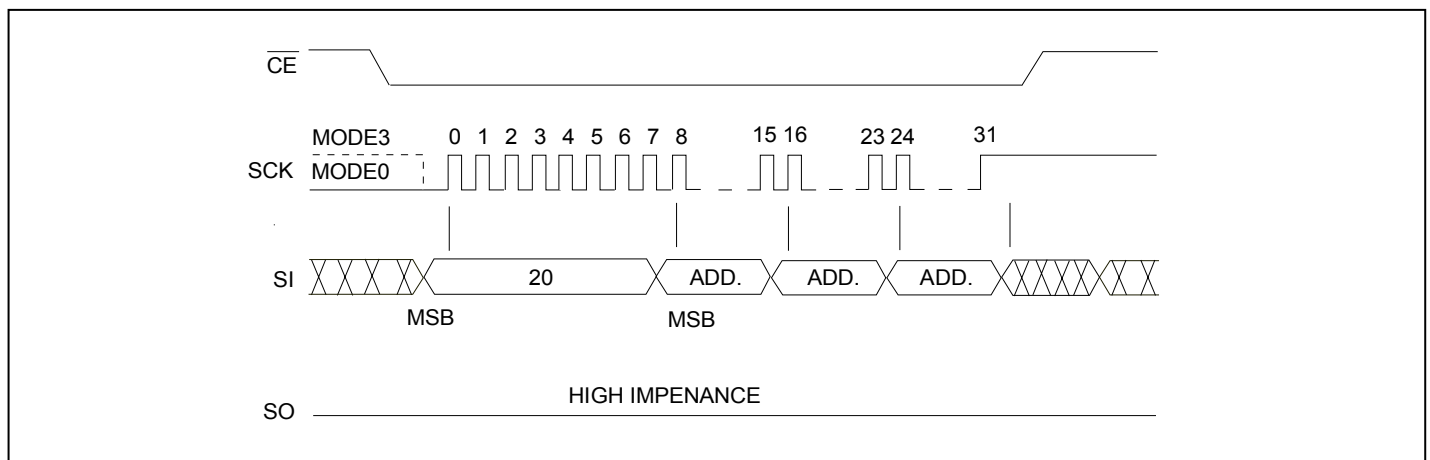 CE
MODE3 0 1 2 3 4 5 6 7 8 15 16 23 24 31
SCK MODE0
SI 20 ADD. ADD. ADD.
MSB MSB
HIGH IMPENANCE
SO